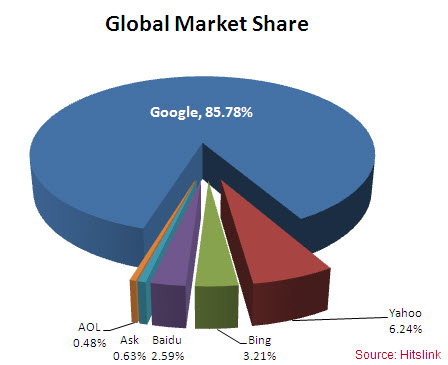 Global Market Share
Google, 85.78%
AOL
0.48%
Ask
0.63%
Baidu
2.59%
Bing
3.21%
Yahoo
6.24%
Source: Hitslink